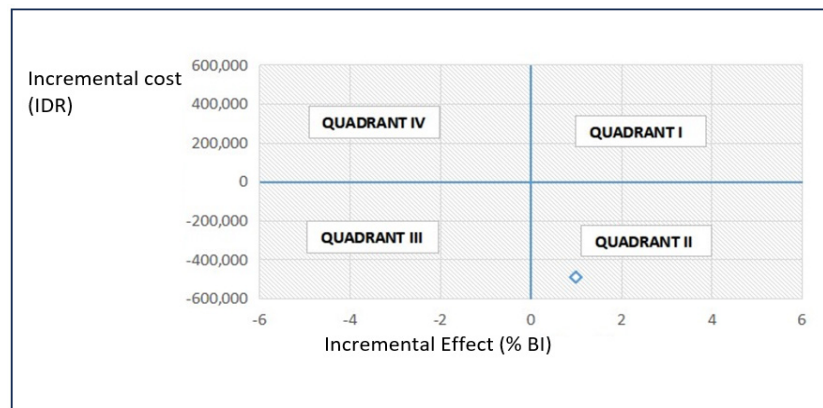 Incremental cost
(IDR)
600,000
400,000
200,000
0
-200,000
-400,000
-600,000
QUADRANT IV
QUADRANT I
QUADRANT III
QUADRANT II
-6
-4
-2
0
2
4
6
Incremental Effect (% BI)